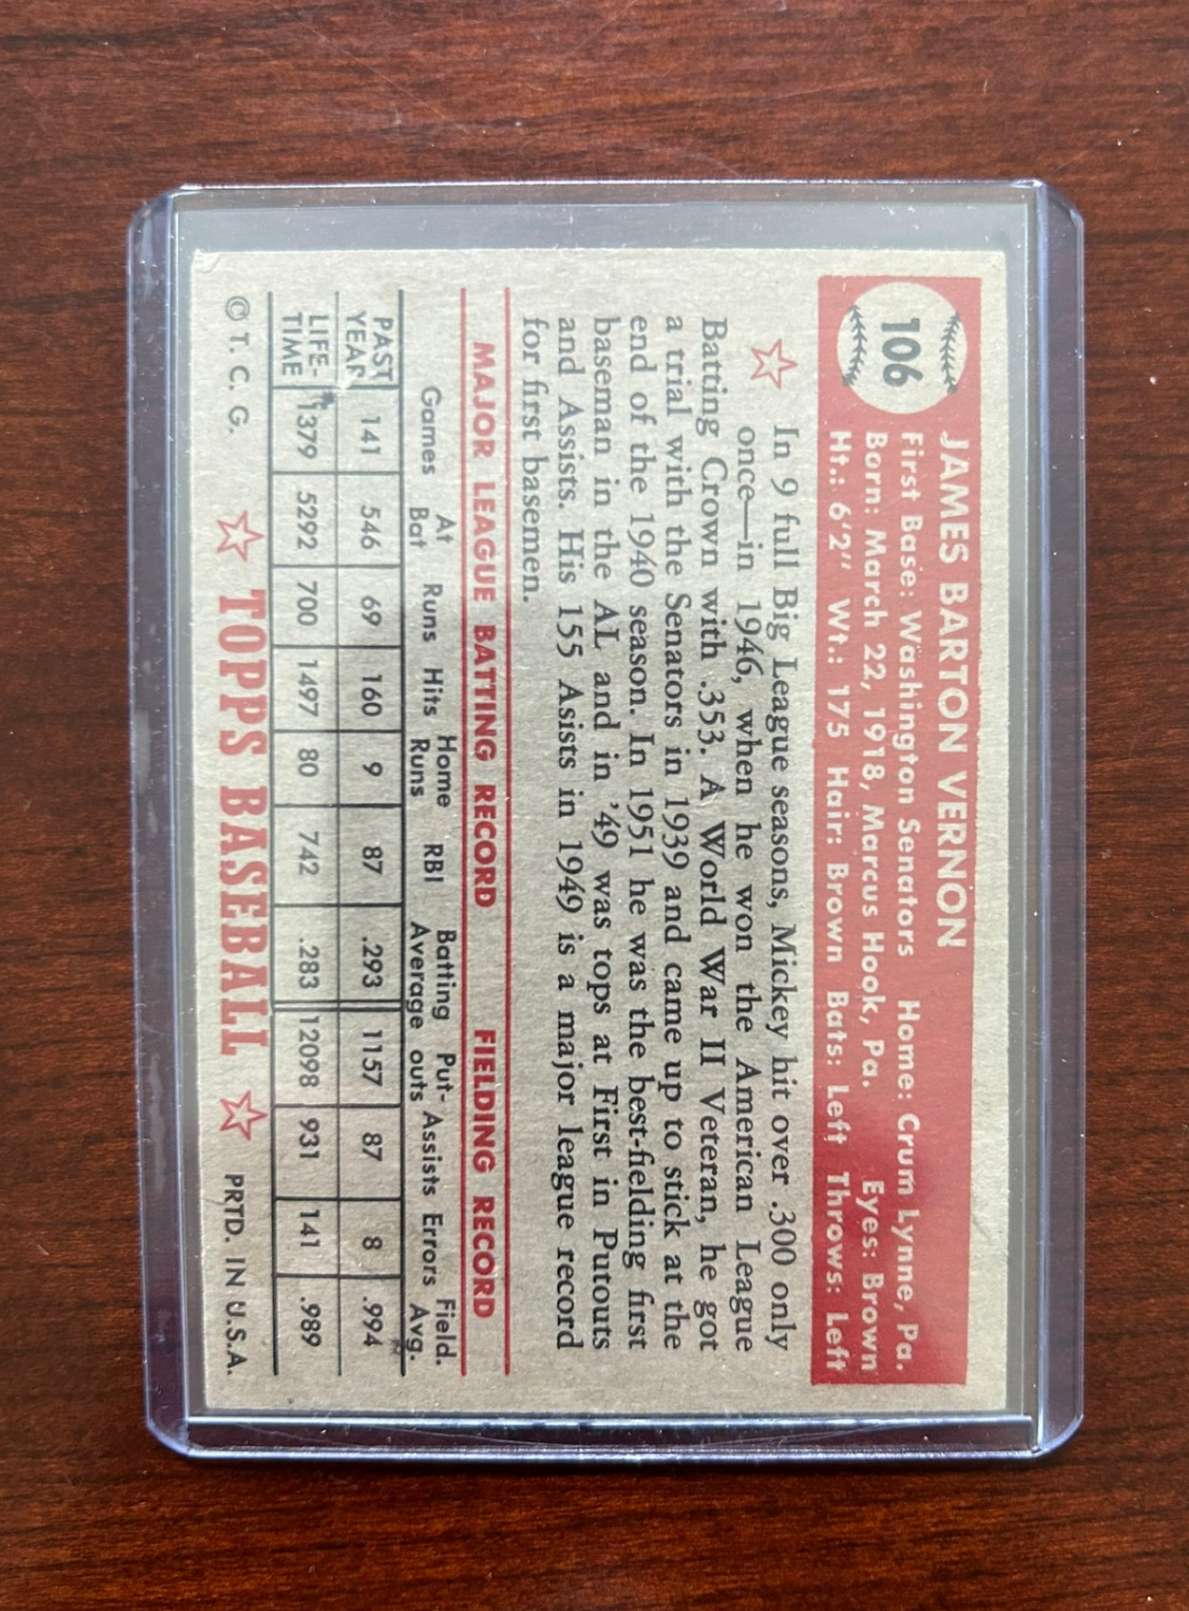 106
JAMES BARTON VERNON
First Base: Washington Senators Home: Crum Lynne, Pa.
Born: March 22, 1918, Marcus Hook, Pa. Eyes: Brown
Ht.: 6'2" Wt.: 175 Hair: Brown Bats: Left Throws: Left
In 9 full Big League seasons, Mickey hit over .300 only
once—in 1946, when he won the American League
Batting Crown with .353. A World War II Veteran, he got
a trial with the Senators in 1939 and came up to stick at the
end of the 1940 season. In 1951 he was the best-fielding first
baseman in the AL and in '49 was tops at First in Putouts
and Assists. His 155 Asists in 1949 is a major league record
for first basemen.
MAJOR LEAGUE BATTING RECORD FIELDING RECORD
Games At Bat Runs Hits Home Runs RBI Batting Average Put-outs Assists Errors Field. Avg.
PAST YEAR 141 546 69 160 9 87 .293 1157 87 8 .994
LIFE-TIME 1379 5292 700 1497 80 742 .283 12098 931 141 .989
© T. C. G. TOPPS BASEBALL PRTD. IN U.S.A.